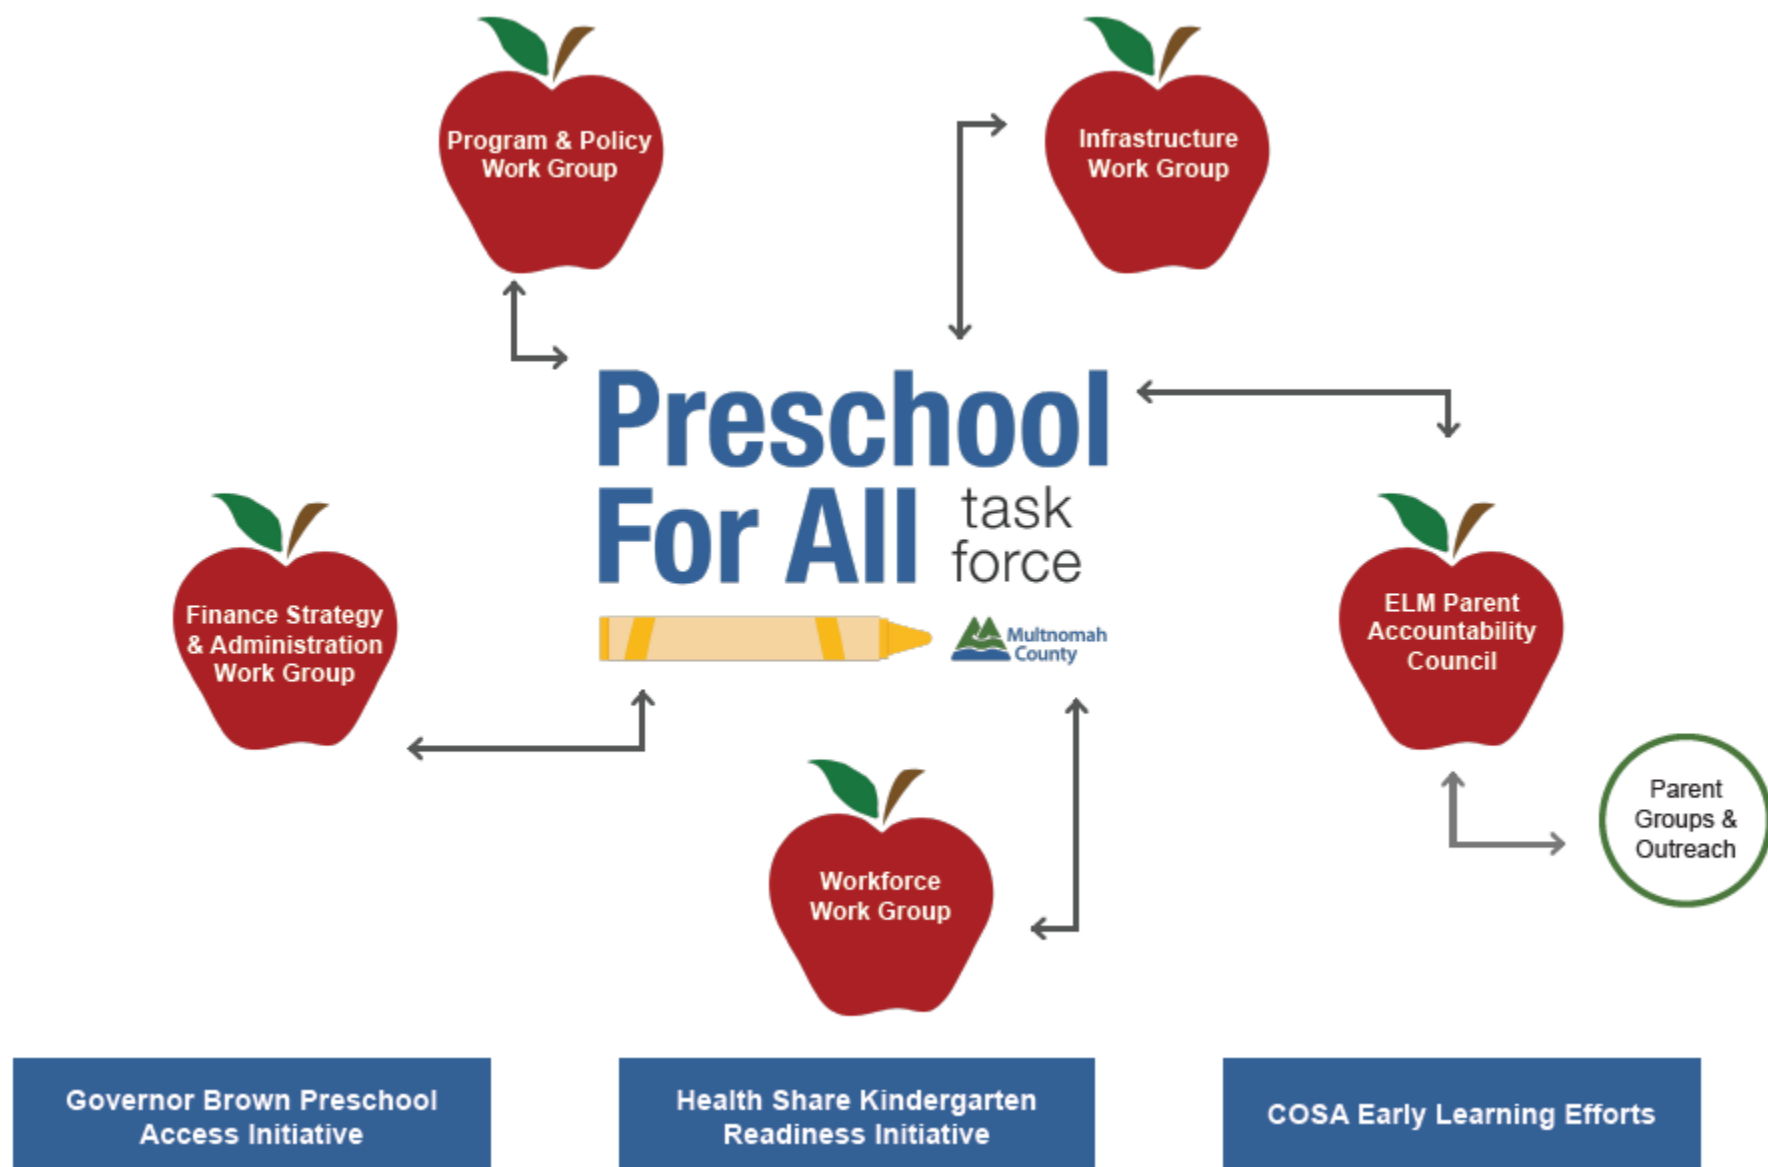 Program & Policy
Work Group
Infrastructure
Work Group
Preschool
For All
task
force
Multnomah
County
Finance Strategy
& Administration
Work Group
ELM Parent
Accountability
Council
Parent
Groups &
Outreach
Workforce
Work Group
Governor Brown Preschool
Access Initiative
Health Share Kindergarten
Readiness Initiative
COSA Early Learning Efforts